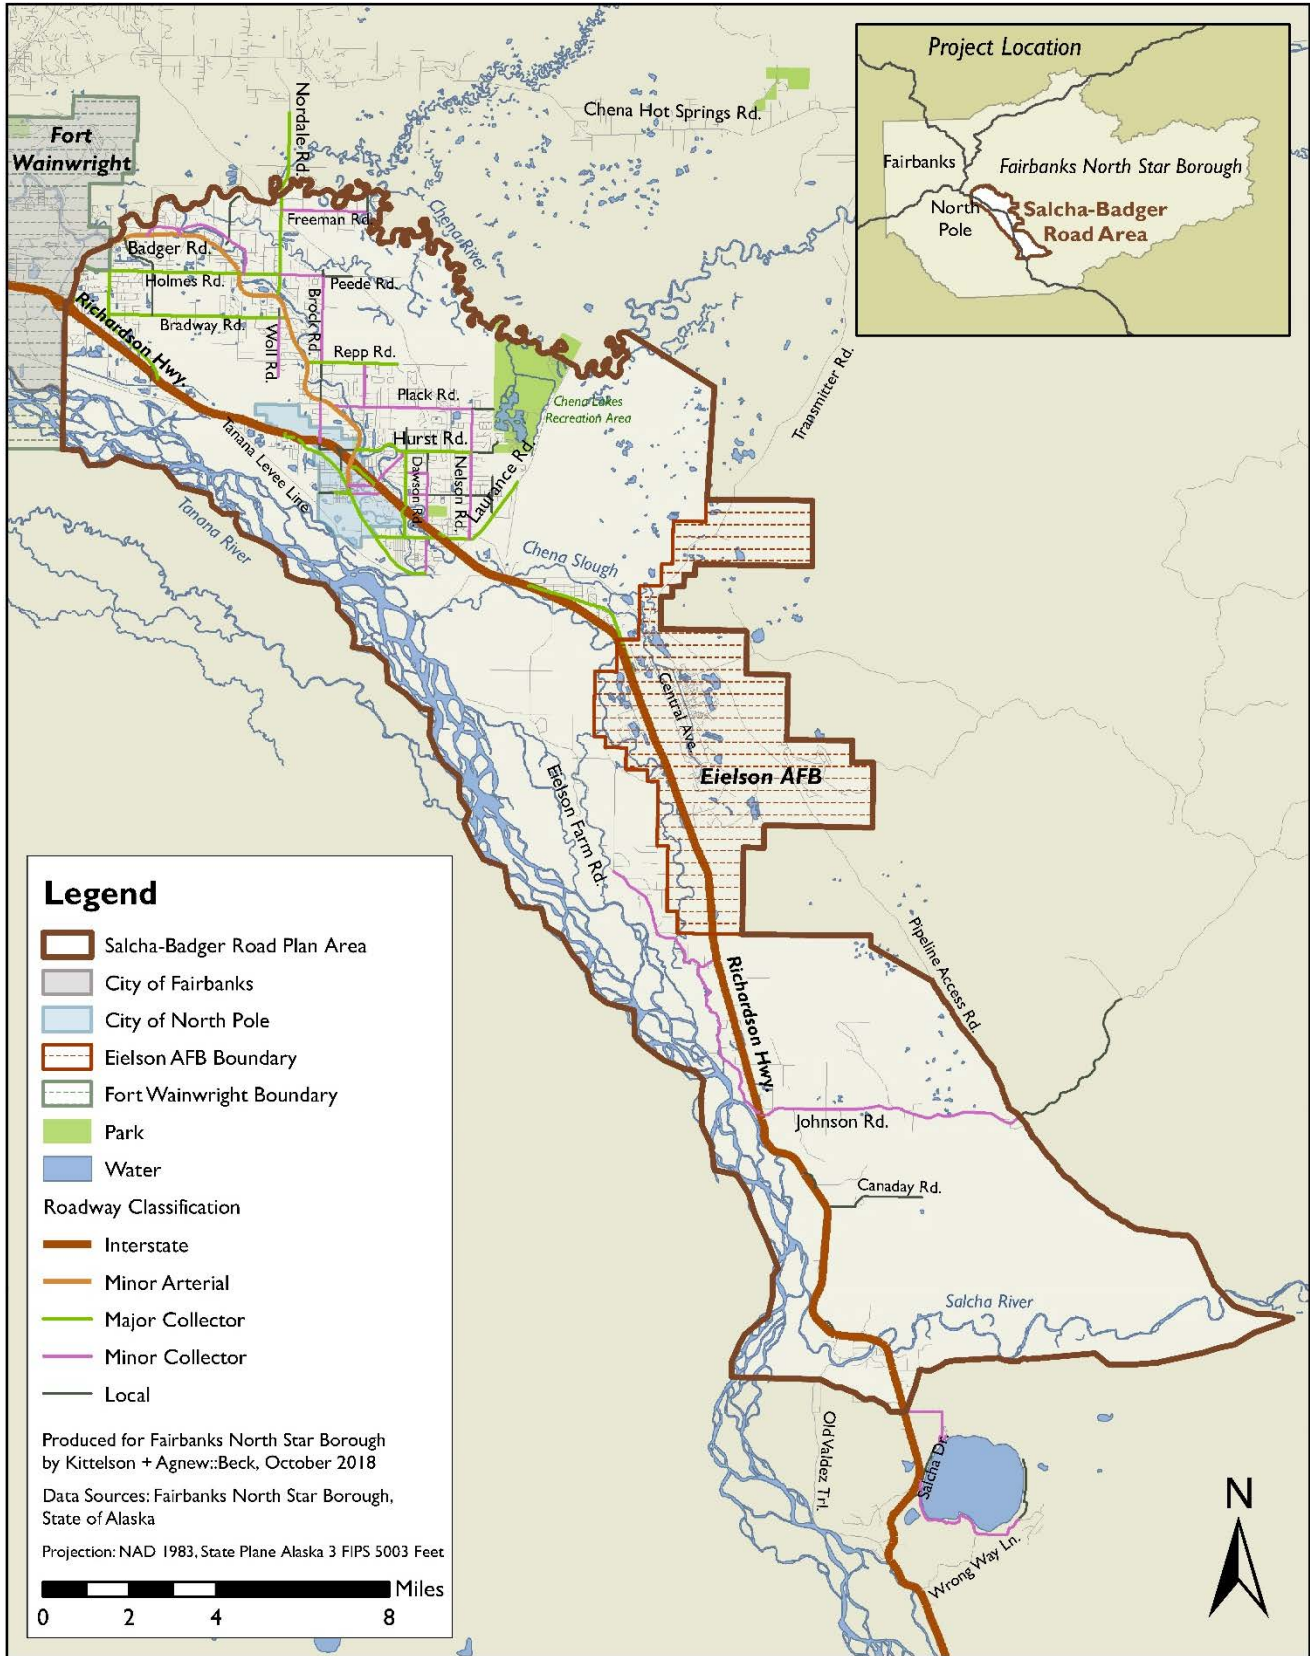 Project Location
Fairbanks
Fairbanks North Star Borough
North
Pole
Salcha-Badger
Road Area
Fort
Wainwright
Nordale Rd.
Chena Hot Springs Rd.
Freeman Rd.
Chena River
Badger Rd.
Holmes Rd.
Peede Rd.
Brock Rd.
Richardson Hwy.
Bradway Rd.
Woll Rd.
Repp Rd.
Plack Rd.
Chena Lakes
Recreation Area
Transmitter Rd.
Hurst Rd.
Dawson Rd.
Nelson Rd.
Laurance Rd.
Tanana Levee Line
Tanana River
Chena Slough
Central Ave.
Eielson AFB
Eielson Farm Rd.
Pipeline Access Rd.
Richardson Hwy.
Johnson Rd.
Canaday Rd.
Salcha River
Old Valdez Trl.
Salcha Dr.
Wrong Way Ln.
N
Legend
Salcha-Badger Road Plan Area
City of Fairbanks
City of North Pole
Eielson AFB Boundary
Fort Wainwright Boundary
Park
Water
Roadway Classification
Interstate
Minor Arterial
Major Collector
Minor Collector
Local
Produced for Fairbanks North Star Borough
by Kittelson + Agnew::Beck, October 2018
Data Sources: Fairbanks North Star Borough,
State of Alaska
Projection: NAD 1983, State Plane Alaska 3 FIPS 5003 Feet
Miles
0 2 4 8